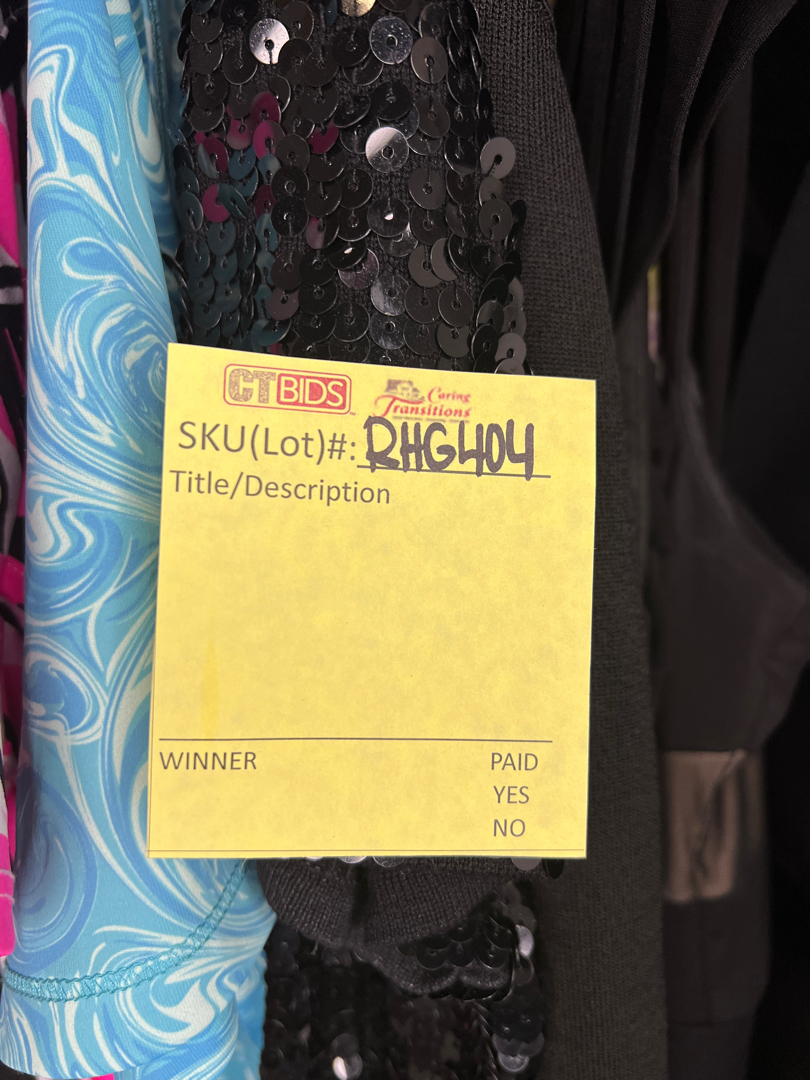 CTBIDS
Caring
Transitions
SKU(Lot)#: RHG404
Title/Description
WINNER PAID
YES
NO